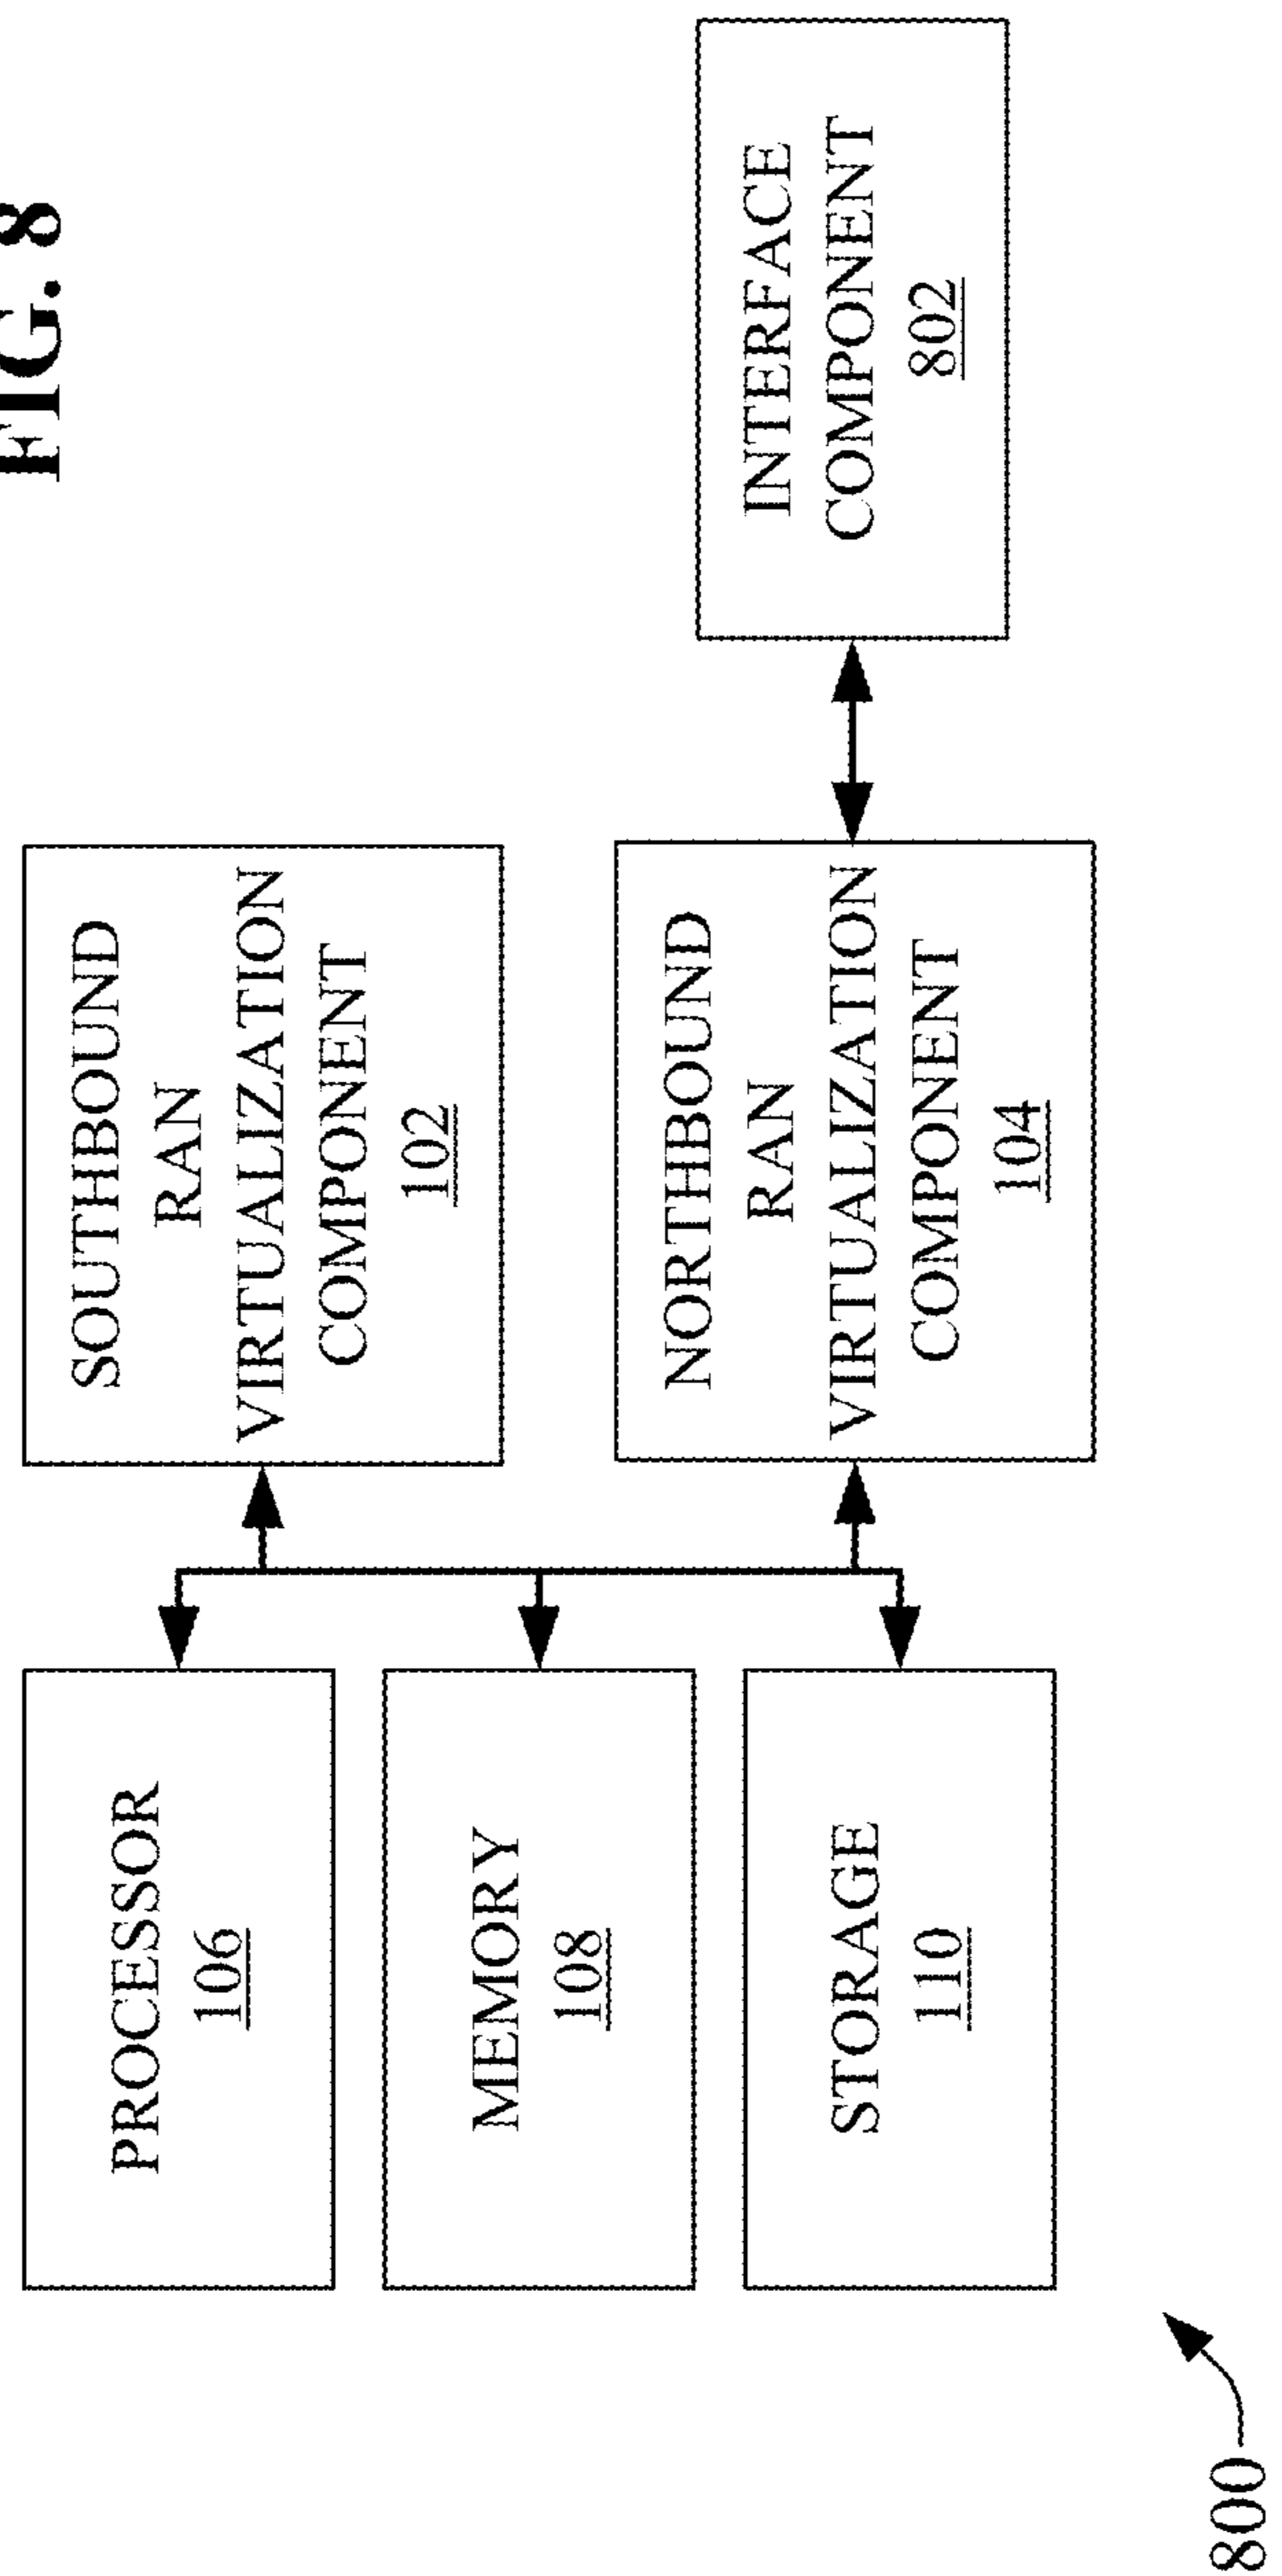 FIG. 8
PROCESSOR
106
MEMORY
108
STORAGE
110
SOUTHBOUND
RAN
VIRTUALIZATION
COMPONENT
102
NORTHBOUND
RAN
VIRTUALIZATION
COMPONENT
104
INTERFACE
COMPONENT
802
800